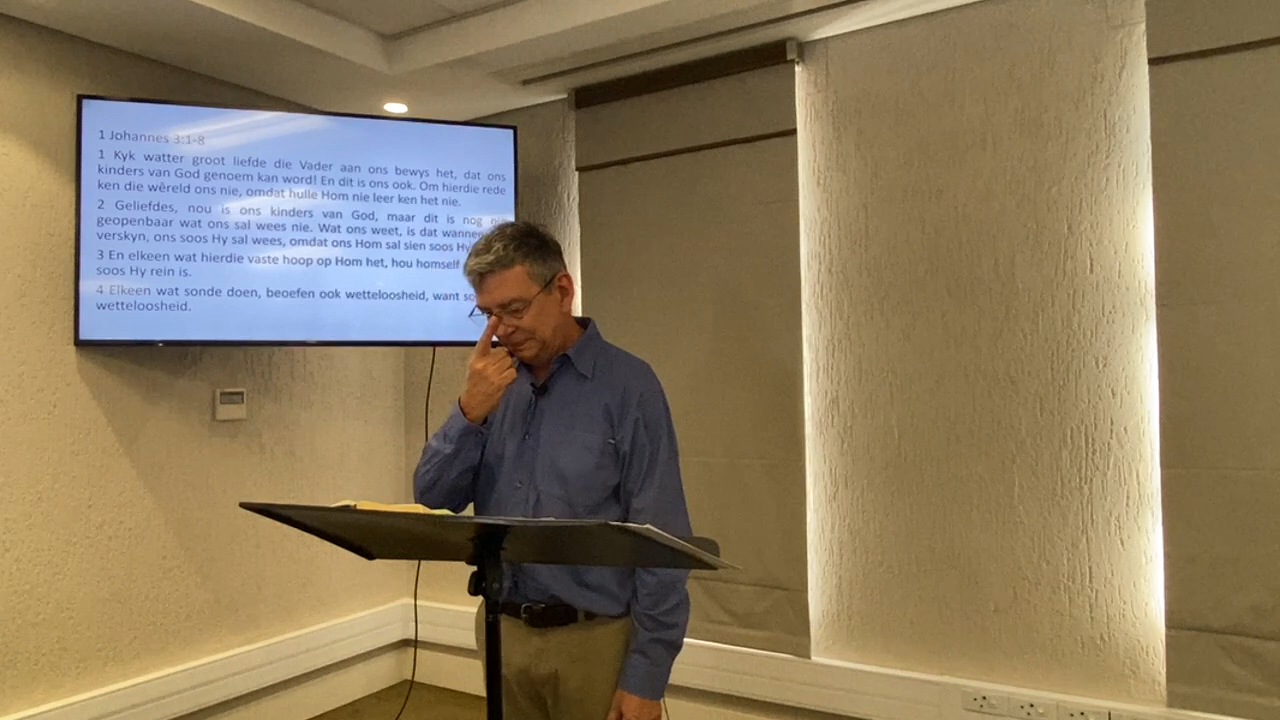 1 Johannes 3:1-8
1 Kyk watter groot liefde die Vader aan ons bewys het, dat ons
kinders van God genoem kan word! En dit is ons ook. Om hierdie rede
ken die wêreld ons nie, omdat hulle Hom nie leer ken het nie.
2 Geliefdes, nou is ons kinders van God, maar dit is nog
geopenbaar wat ons sal wees nie. Wat ons weet, is dat
verskyn, ons soos Hy sal wees, omdat ons Hom sal sien soos Hy
3 En elkeen wat hierdie vaste hoop op Hom het, hou homself
soos Hy rein is.
4 Elkeen wat sonde doen, beoefen ook wetteloosheid, want
wetteloosheid.